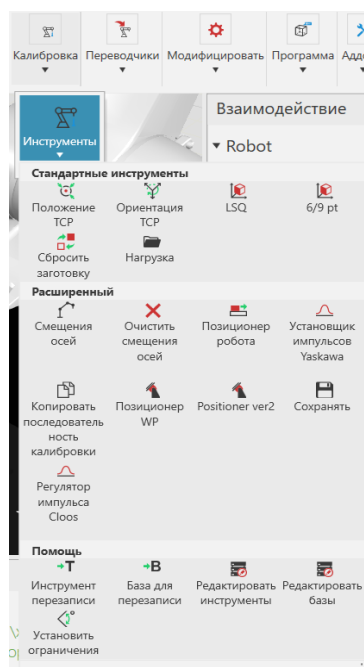 Калибровка Переводчики Модифицировать Программа
Взаимодействие
Инструменты
Robot
Стандартные инструменты
Положение Ориентация LSQ 6/9 pt
TCP TCP
Сбросить Нагрузка
заготовку
Расширенный
Смещения Очистить Позиционер Установщик
осей смещения робота импульсов
осей Yaskawa
Копировать Позиционер Positioner ver2 Сохранять
последователь WP
ность
калибровки
Регулятор
импульса
Cloos
Помощь
T B
Инструмент База для Редактировать Редактировать
перезаписи перезаписи инструменты базы
Установить
ограничения